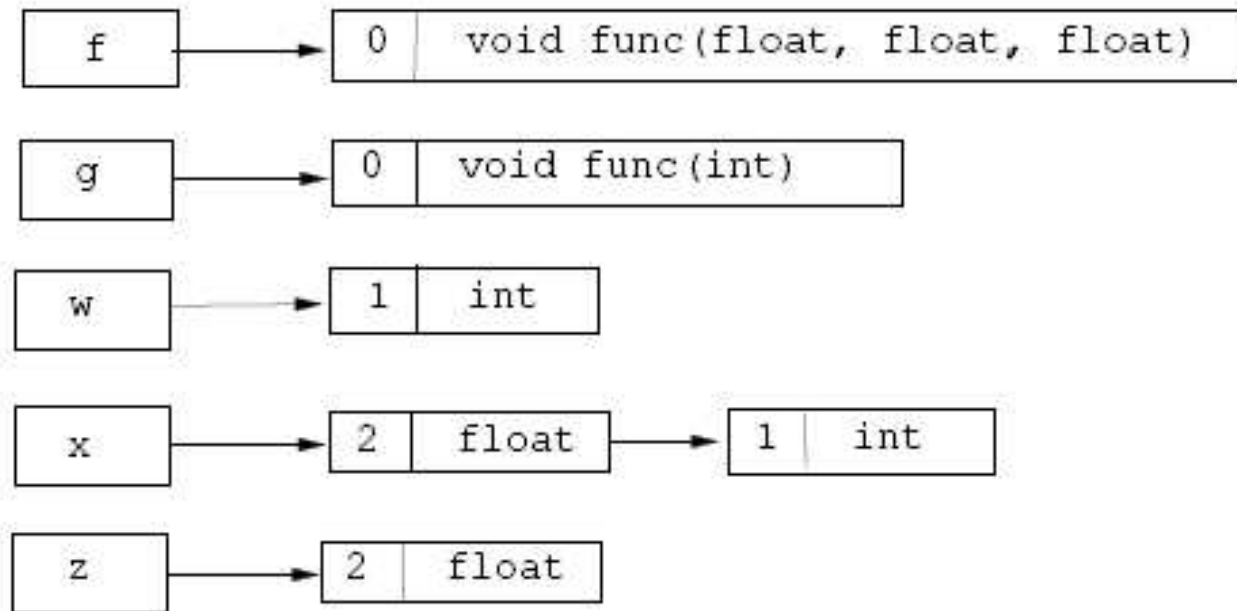 f 0 void func(float, float, float)
g 0 void func(int)
w 1 int
x 2 float 1 int
z 2 float